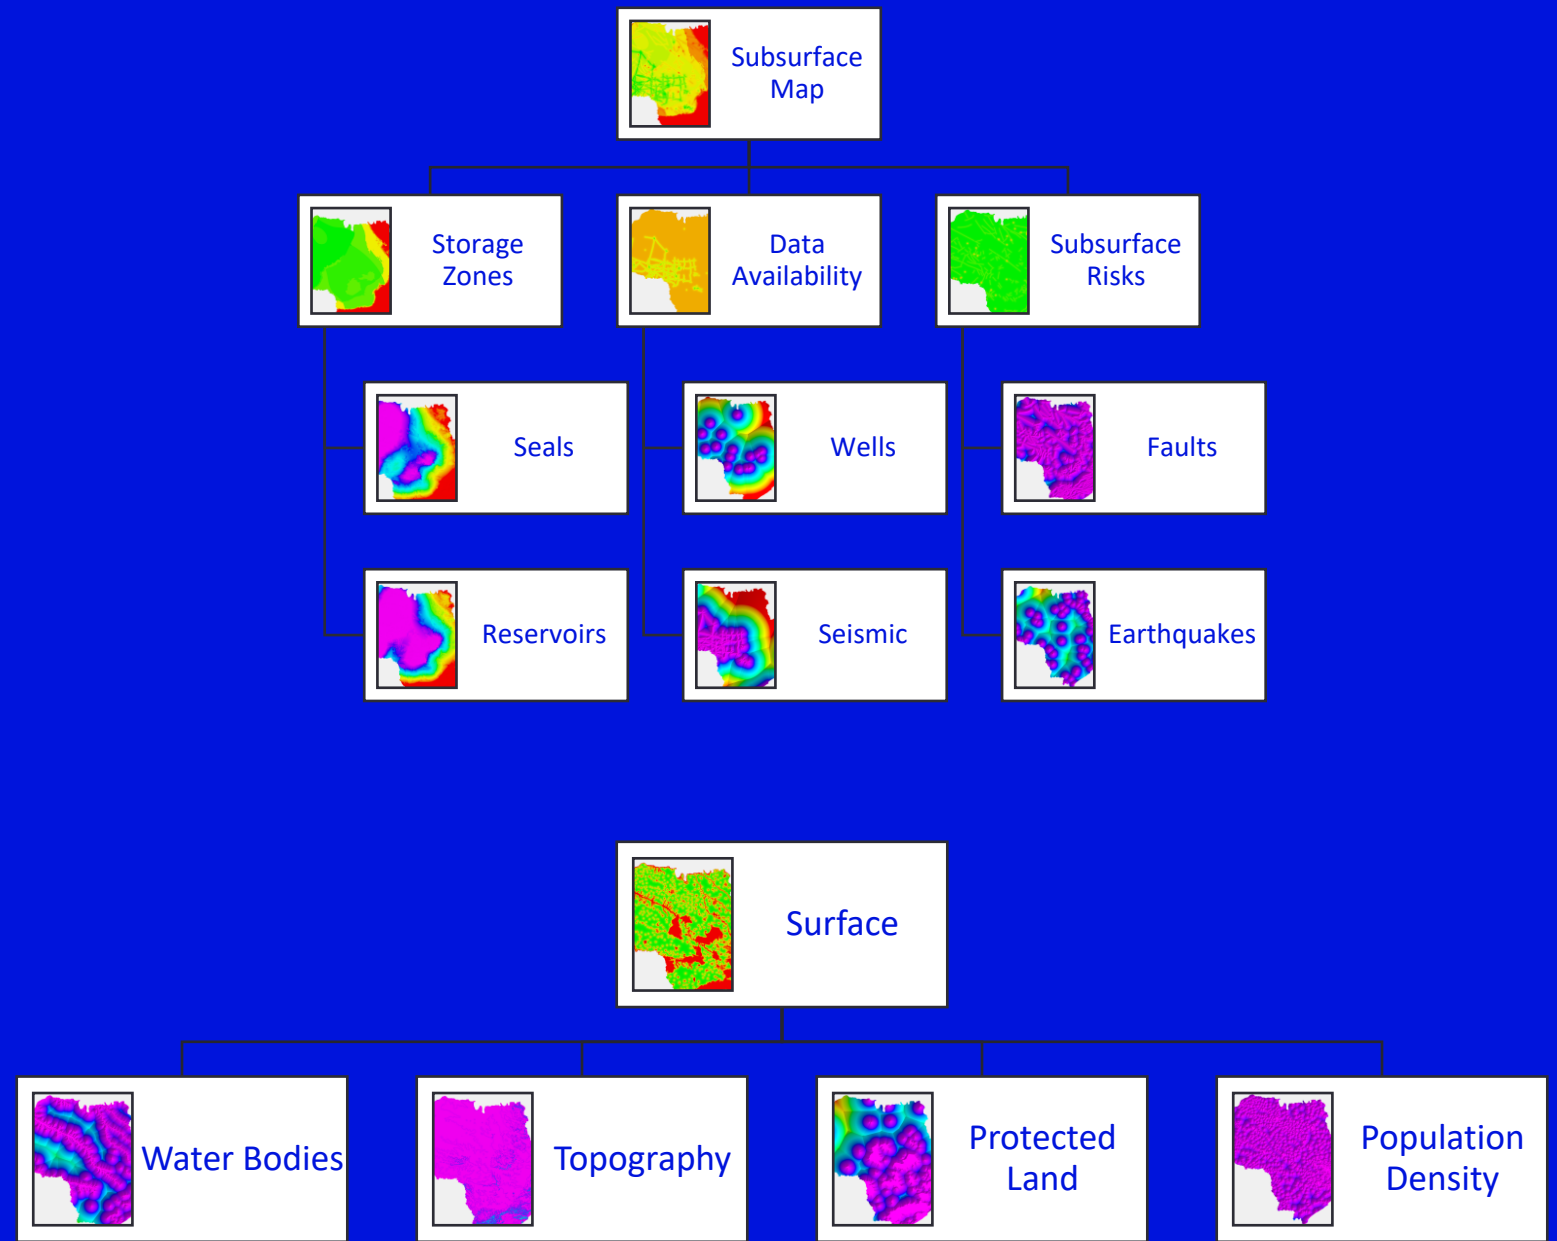 Subsurface
Map
Storage
Zones
Data
Availability
Subsurface
Risks
Seals
Wells
Faults
Reservoirs
Seismic
Earthquakes
Surface
Water Bodies
Topography
Protected
Land
Population
Density